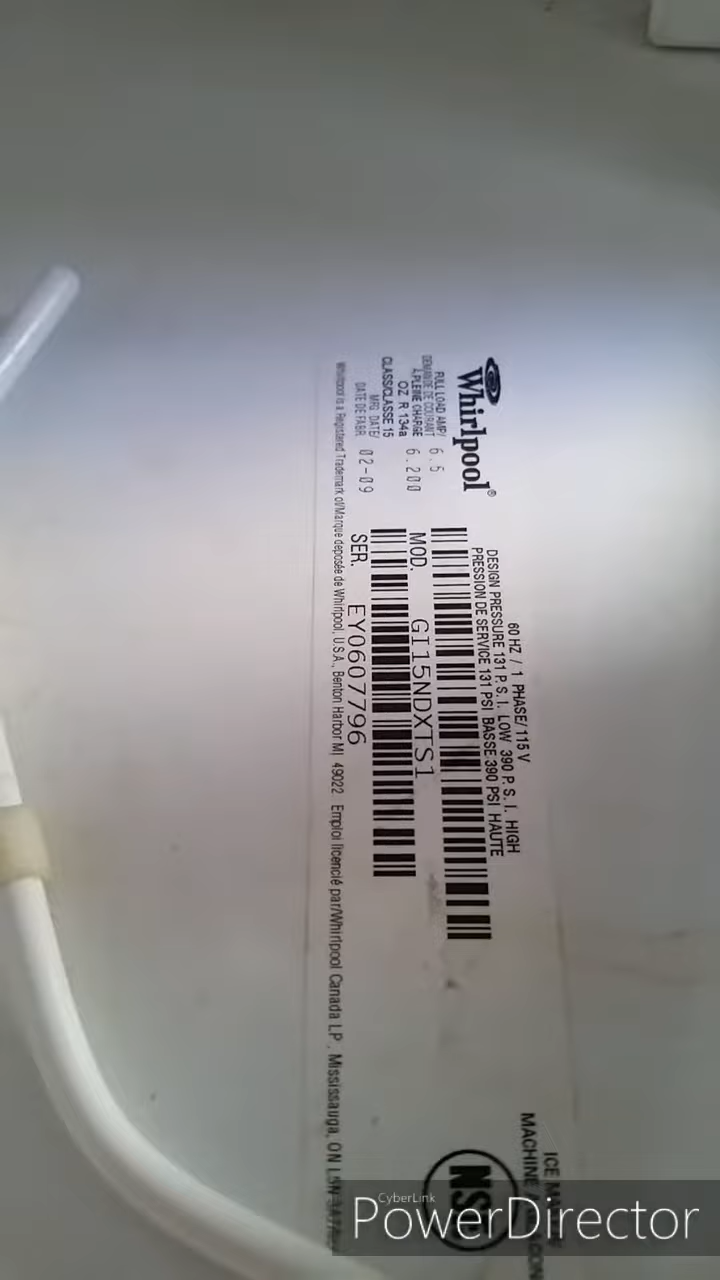 Whirlpool®
60 HZ / 1 PHASE/ 115 V
DESIGN PRESSURE 131 P.S.I. LOW 390 P.S.I. HIGH
PRESSION DE SERVICE 131 PSI BASSE 390 PSI HAUTE
FULL LOAD AMP/
DEMANDE DE COURANT
À PLEINE CHARGE
6.5
OZ R 134a 6.200
CLASS/CLASSE 15
MFG. DATE/
DATE DE FABR. 02-09
MOD. GI15NDXTS1
SER. EY0607796
Whirlpool is a Registered Trademark of/Marque deposée de Whirlpool, U.S.A., Benton Harbor MI 49022 Emploi licencié par/Whirlpool Canada LP., Mississauga, ON
ICE
MACHINE
NSF
CyberLink
PowerDirector